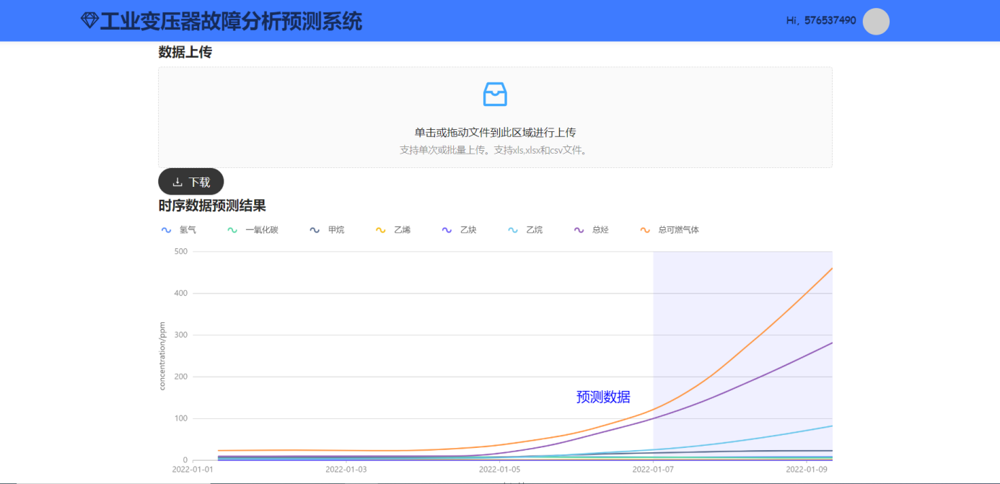 工业变压器故障分析预测系统
Hi, 576537490
数据上传
单击或拖动文件到此区域进行上传
支持单次或批量上传。支持xls,xlsx和csv文件。
下载
时序数据预测结果
氢气 一氧化碳 甲烷 乙烯 乙炔 乙烷 总烃 总可燃气体
500
400
300
200
100
0
concentration/ppm
预测数据
2022-01-01 2022-01-03 2022-01-05 2022-01-07 2022-01-09